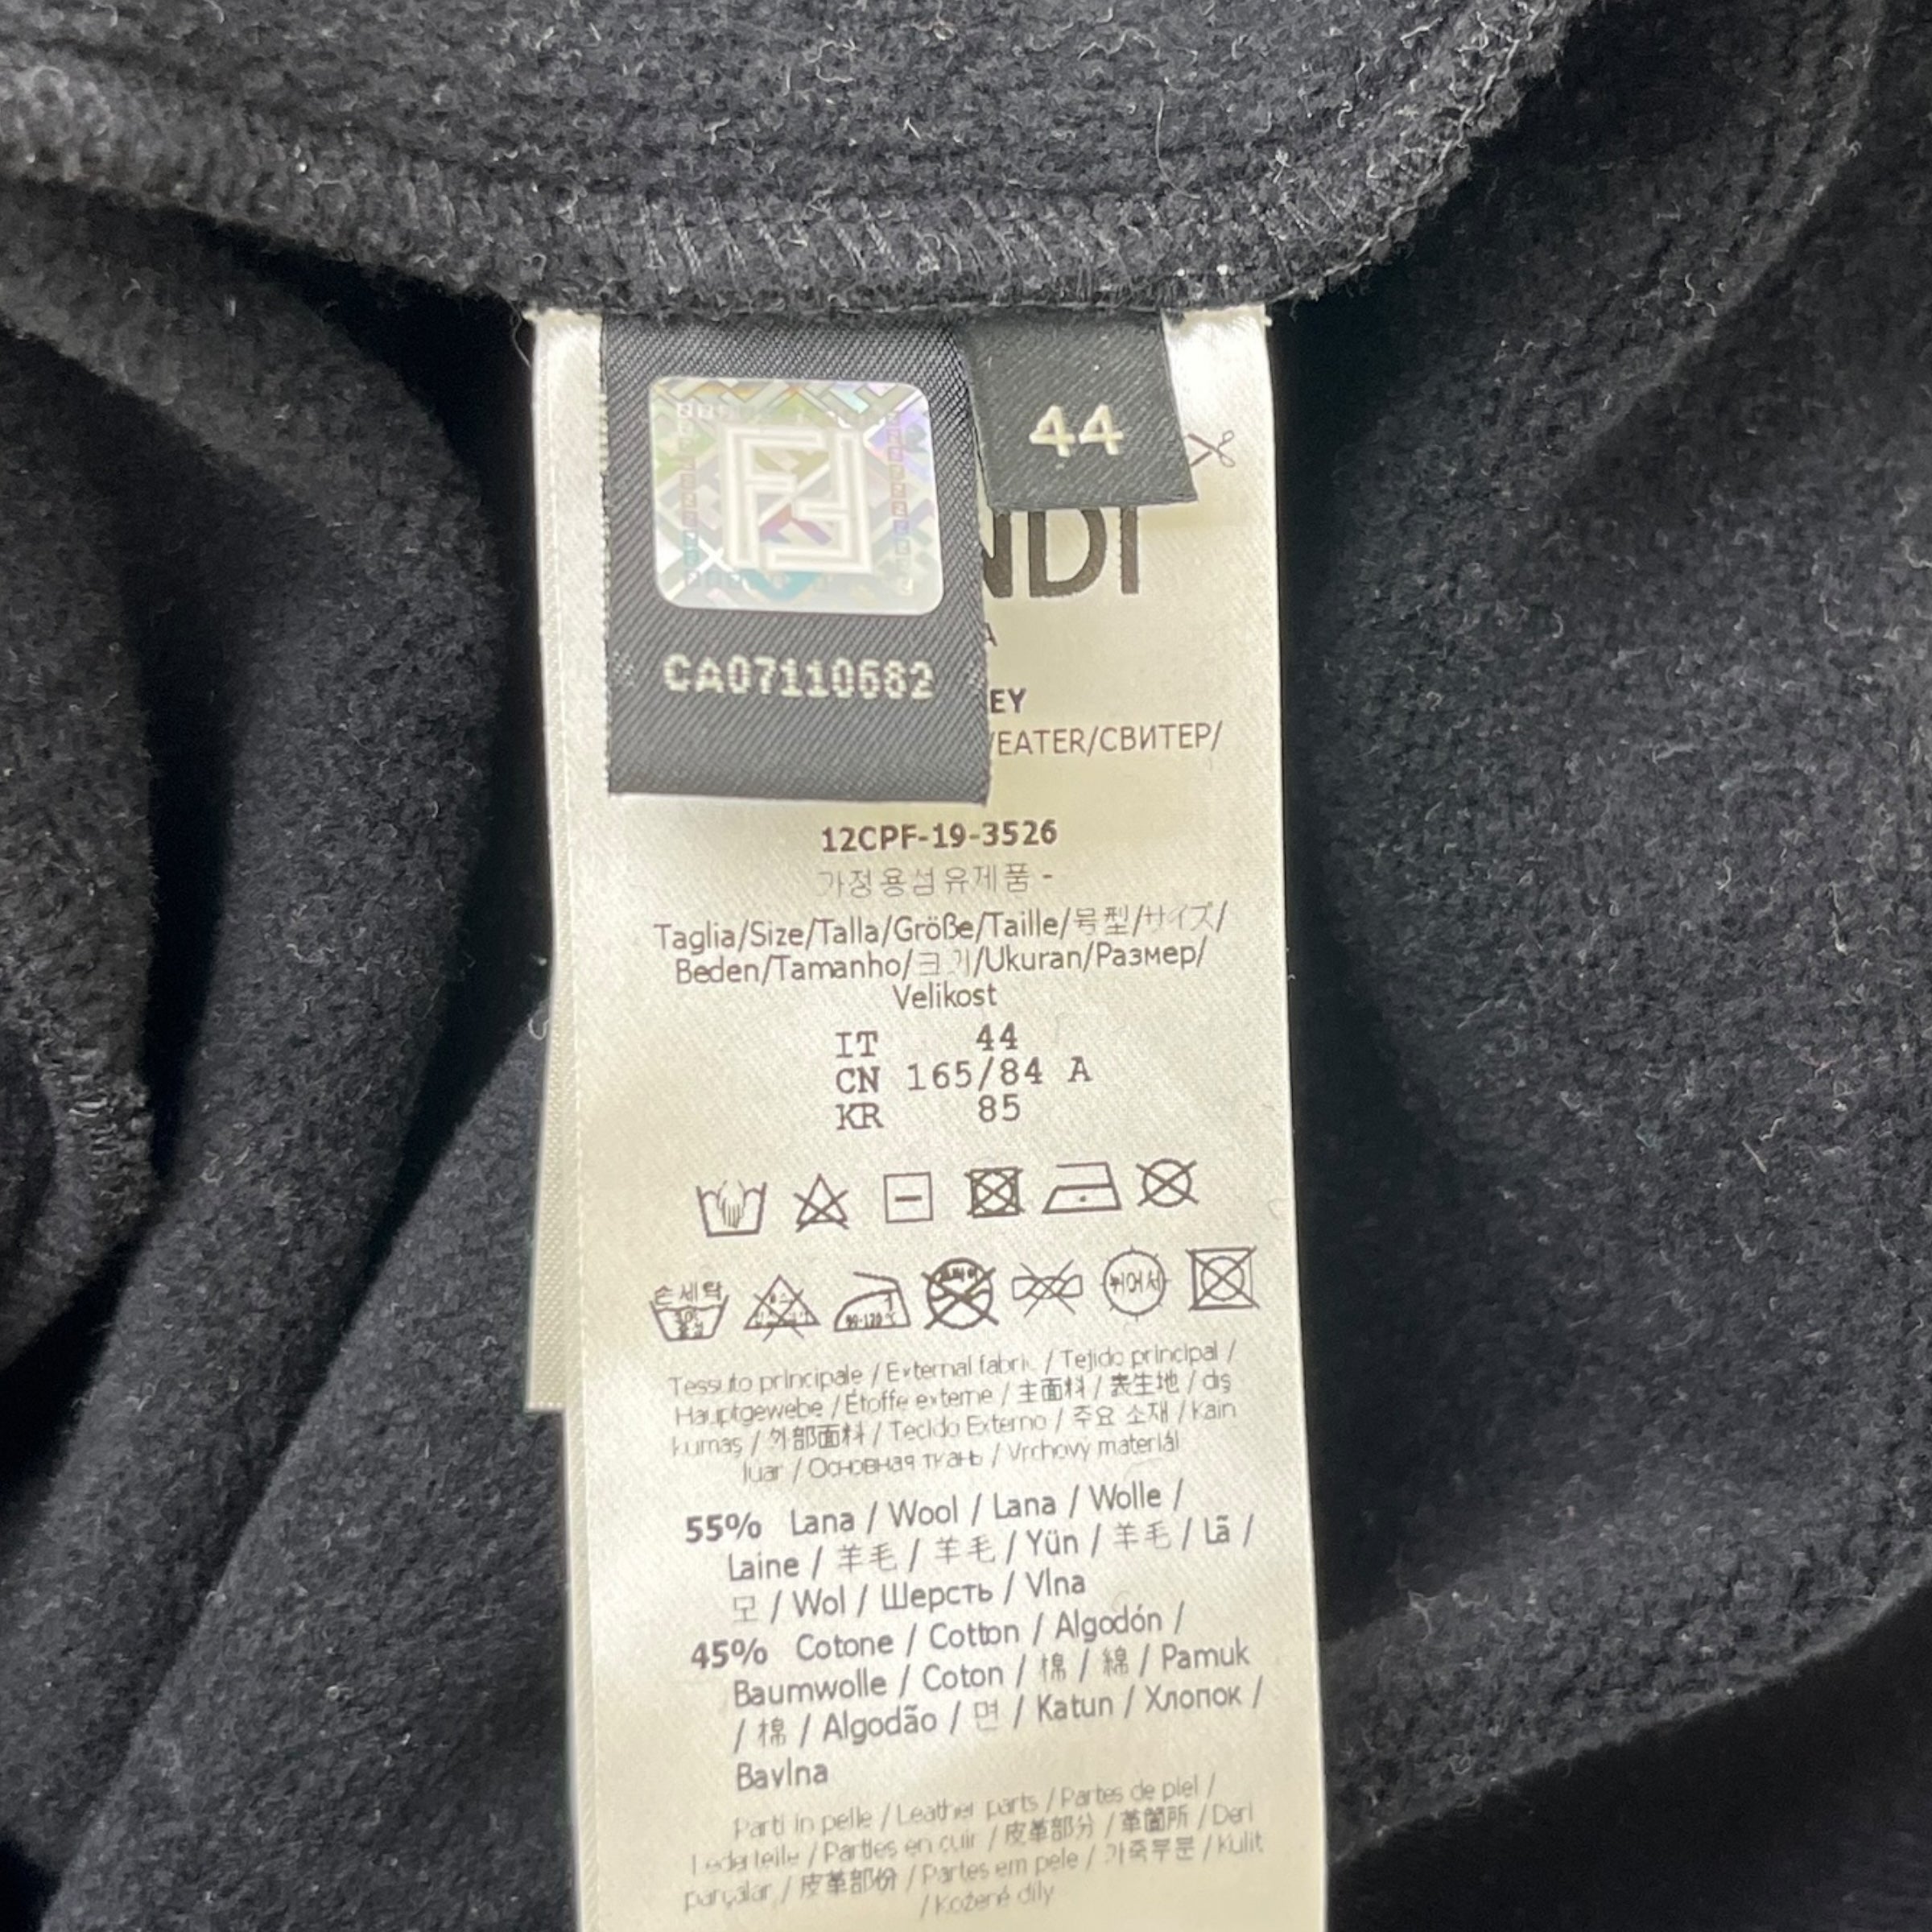 44
NDI
A
CA07110682
EY
/EATER/СВИТЕР/
12CPF-19-3526
가정용섬유제품 -
Taglia/Size/Talla/Größe/Taille/号型/サイズ/
Beden/Tamanho/크기/Ukuran/Размер/
Velikost
IT 44
CN 165/84 A
KR 85
손세탁
뉘어서
Tessuto principale / External fabric / Tejido principal /
Hauptgewebe / Étoffe externe / 主面料 / 表生地 / dış
kumaş / 外部面料 / Tecido Externo / 주요 소재 / Kain
luar / Основная ткань / Vrchový materiál
55% Lana / Wool / Lana / Wolle /
Laine / 羊毛 / 羊毛 / Yün / 羊毛 / Lã /
모 / Wol / Шерсть / Vlna
45% Cotone / Cotton / Algodón /
Baumwolle / Coton / 棉 / 綿 / Pamuk
/ 棉 / Algodão / 면 / Katun / Хлопок /
Bavlna
Parti in pelle / Leather parts / Partes de piel /
Lederteile / Parties en cuir / 皮革部分 / 革箇所 / Deri
parçalar / 皮革部份 / Partes em pele / 가죽부분 / Kulit
/ Kožené díly